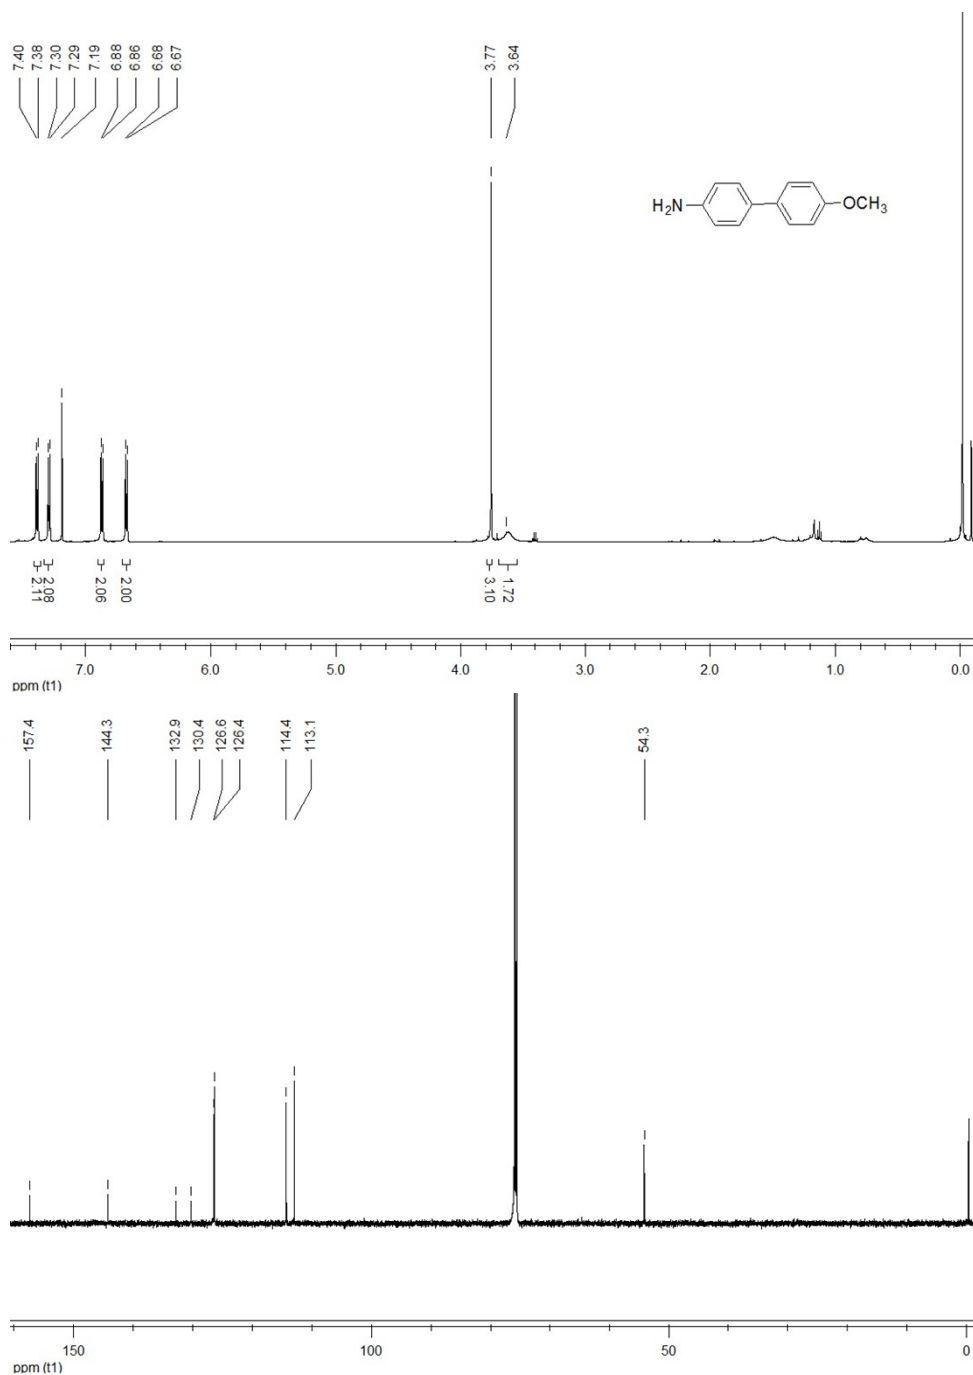 7.40 7.38 7.30 7.29 7.19 6.88 6.86 6.68 6.67 3.77 3.64
H₂N OCH₃
2.11 2.08 2.06 2.00 3.10 1.72
7.0 6.0 5.0 4.0 3.0 2.0 1.0 0.0
ppm (t1)
157.4 144.3 132.9 130.4 126.6 126.4 114.4 113.1 54.3
150 100 50 0
ppm (t1)